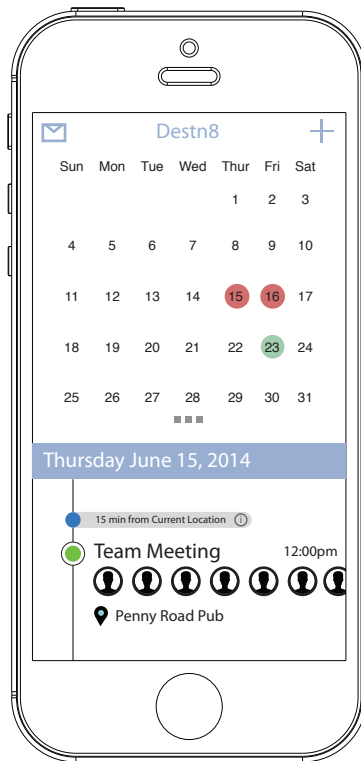 Destn8
Sun Mon Tue Wed Thur Fri Sat
1 2 3
4 5 6 7 8 9 10
11 12 13 14 15 16 17
18 19 20 21 22 23 24
25 26 27 28 29 30 31
Thursday June 15, 2014
15 min from Current Location i
Team Meeting 12:00pm
Penny Road Pub